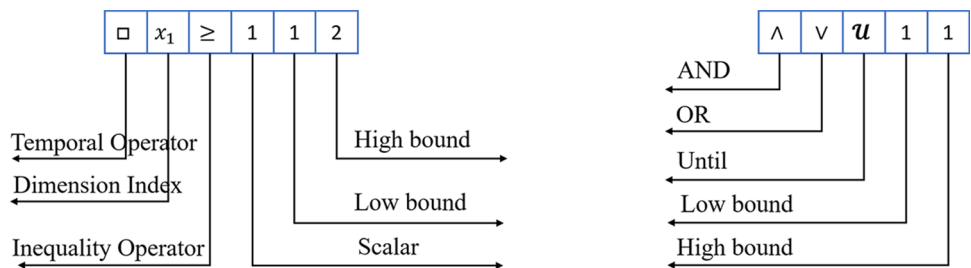 □ x₁ ≥ 1 1 2
∧ ∨ 𝓤 1 1
AND
OR
Temporal Operator
High bound
Until
Dimension Index
Low bound
Low bound
Inequality Operator
Scalar
High bound